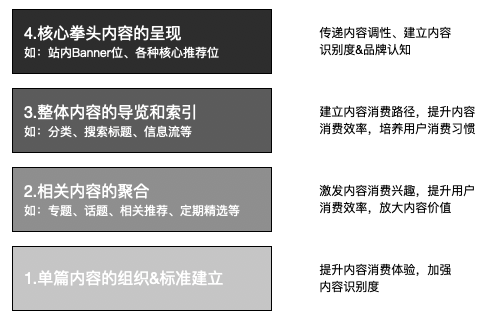 4.核心拳头内容的呈现
如：站内Banner位、各种核心推荐位
传递内容调性、建立内容
识别度&品牌认知
3.整体内容的导览和索引
如：分类、搜索标题、信息流等
建立内容消费路径，提升内容
消费效率，培养用户消费习惯
2.相关内容的聚合
如：专题、话题、相关推荐、定期精选等
激发内容消费兴趣，提升用户
消费效率，放大内容价值
1.单篇内容的组织&标准建立
提升内容消费体验，加强
内容识别度